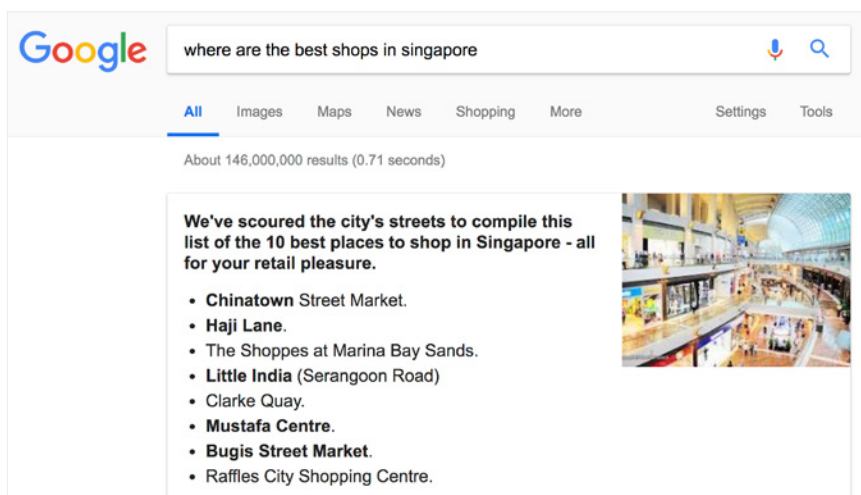 Google
where are the best shops in singapore
All Images Maps News Shopping More Settings Tools
About 146,000,000 results (0.71 seconds)
We've scoured the city's streets to compile this
list of the 10 best places to shop in Singapore - all
for your retail pleasure.
• Chinatown Street Market.
• Haji Lane.
• The Shoppes at Marina Bay Sands.
• Little India (Serangoon Road)
• Clarke Quay.
• Mustafa Centre.
• Bugis Street Market.
• Raffles City Shopping Centre.